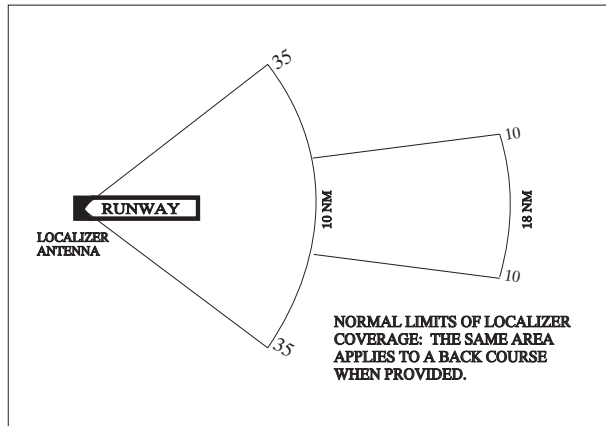 35
10
RUNWAY
10 NM
18 NM
LOCALIZER
ANTENNA
10
35
NORMAL LIMITS OF LOCALIZER
COVERAGE: THE SAME AREA
APPLIES TO A BACK COURSE
WHEN PROVIDED.